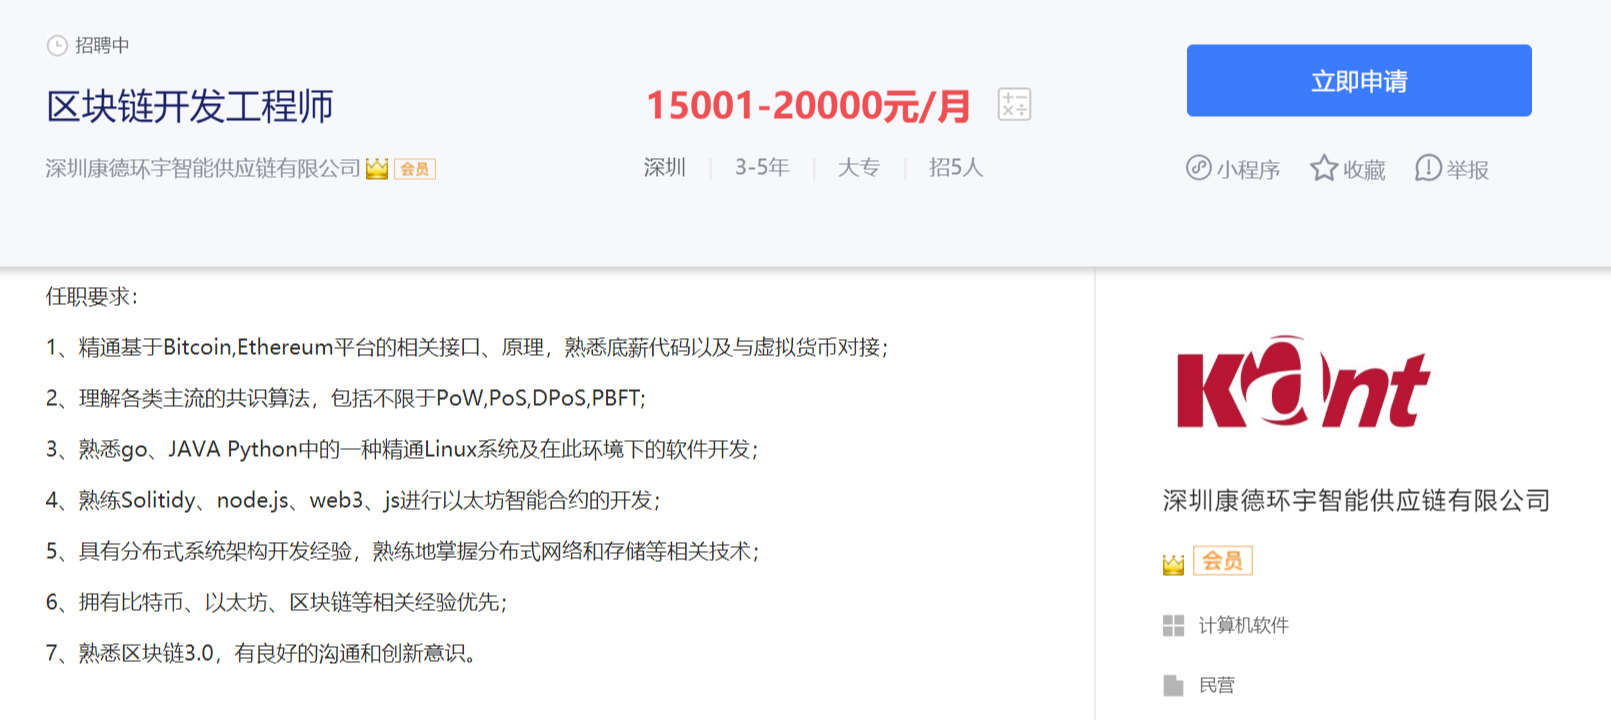 招聘中
区块链开发工程师
15001-20000元/月
立即申请
深圳康德环宇智能供应链有限公司 会员
深圳 3-5年 大专 招5人
小程序 收藏 举报
任职要求：
1、精通基于Bitcoin,Ethereum平台的相关接口、原理，熟悉底薪代码以及与虚拟货币对接；
2、理解各类主流的共识算法，包括不限于PoW,PoS,DPoS,PBFT;
3、熟悉go、JAVA Python中的一种精通Linux系统及在此环境下的软件开发；
4、熟练Solitidy、node.js、web3、js进行以太坊智能合约的开发；
5、具有分布式系统架构开发经验，熟练地掌握分布式网络和存储等相关技术；
6、拥有比特币、以太坊、区块链等相关经验优先；
7、熟悉区块链3.0，有良好的沟通和创新意识。
Kant
深圳康德环宇智能供应链有限公司
会员
计算机软件
民营